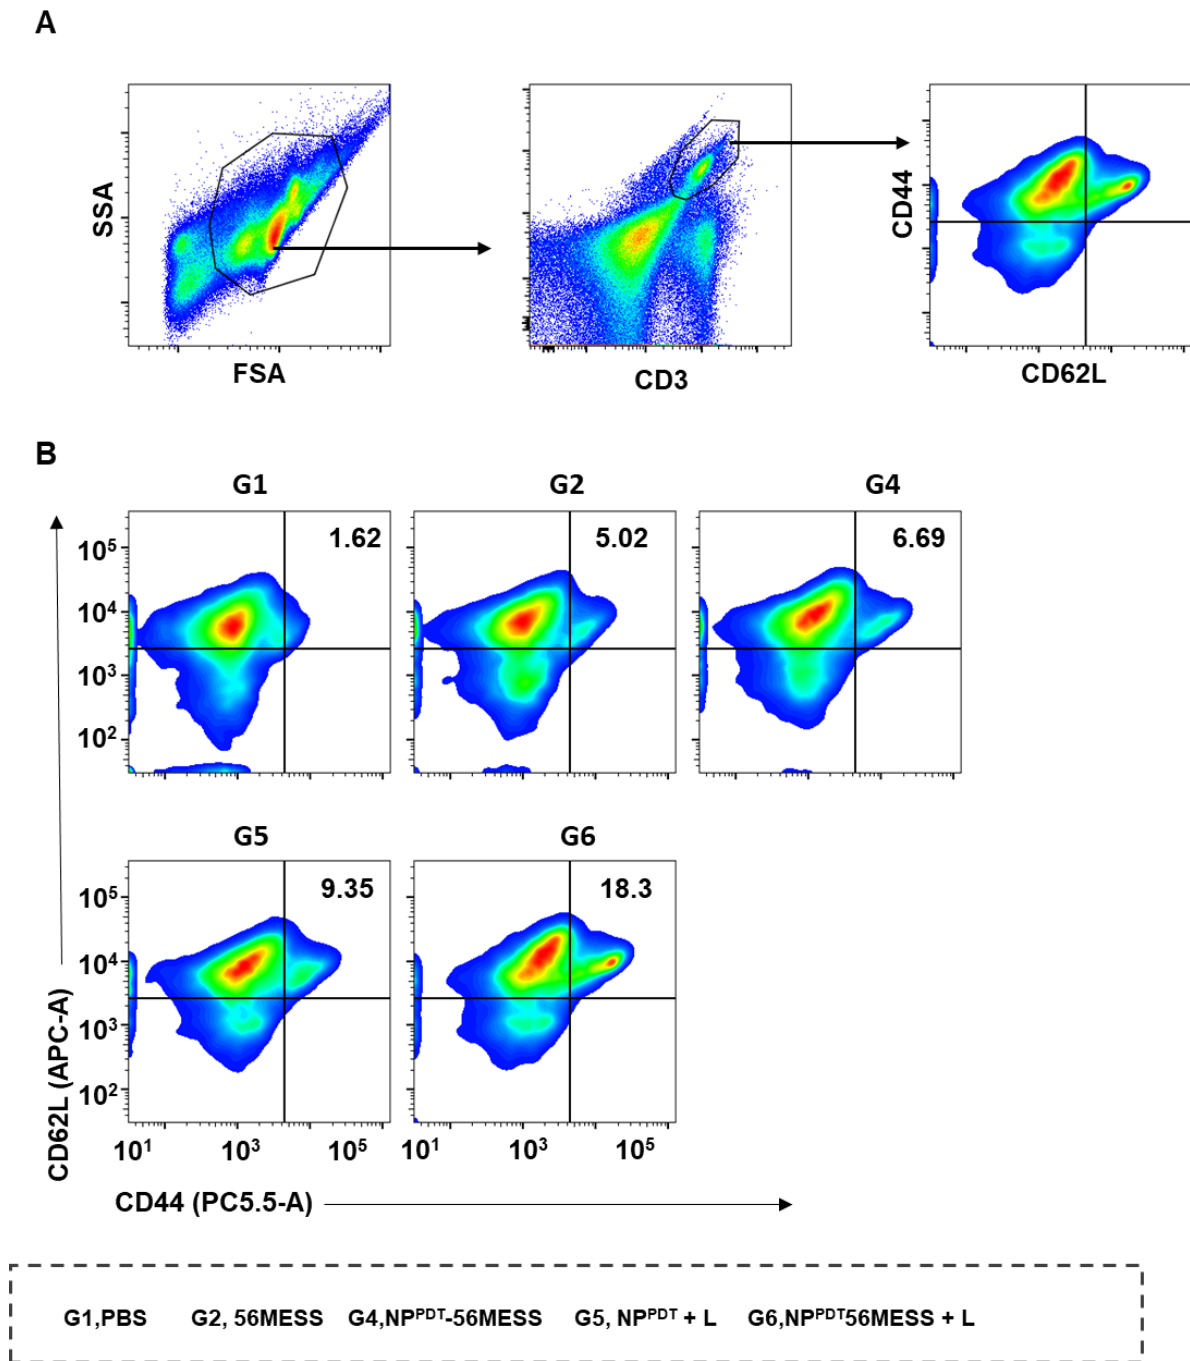 A
SSA
FSA
CD3
CD44
CD62L
B
G1
G2
G4
1.62
5.02
6.69
10⁵
10⁴
10³
10²
G5
G6
9.35
18.3
10⁵
10⁴
10³
10²
CD62L (APC-A)
10¹ 10³ 10⁵
10¹ 10³ 10⁵
CD44 (PC5.5-A)
G1,PBS G2, 56MESS G4,NPᴾᴰᵀ-56MESS G5, NPᴾᴰᵀ + L G6,NPᴾᴰᵀ56MESS + L